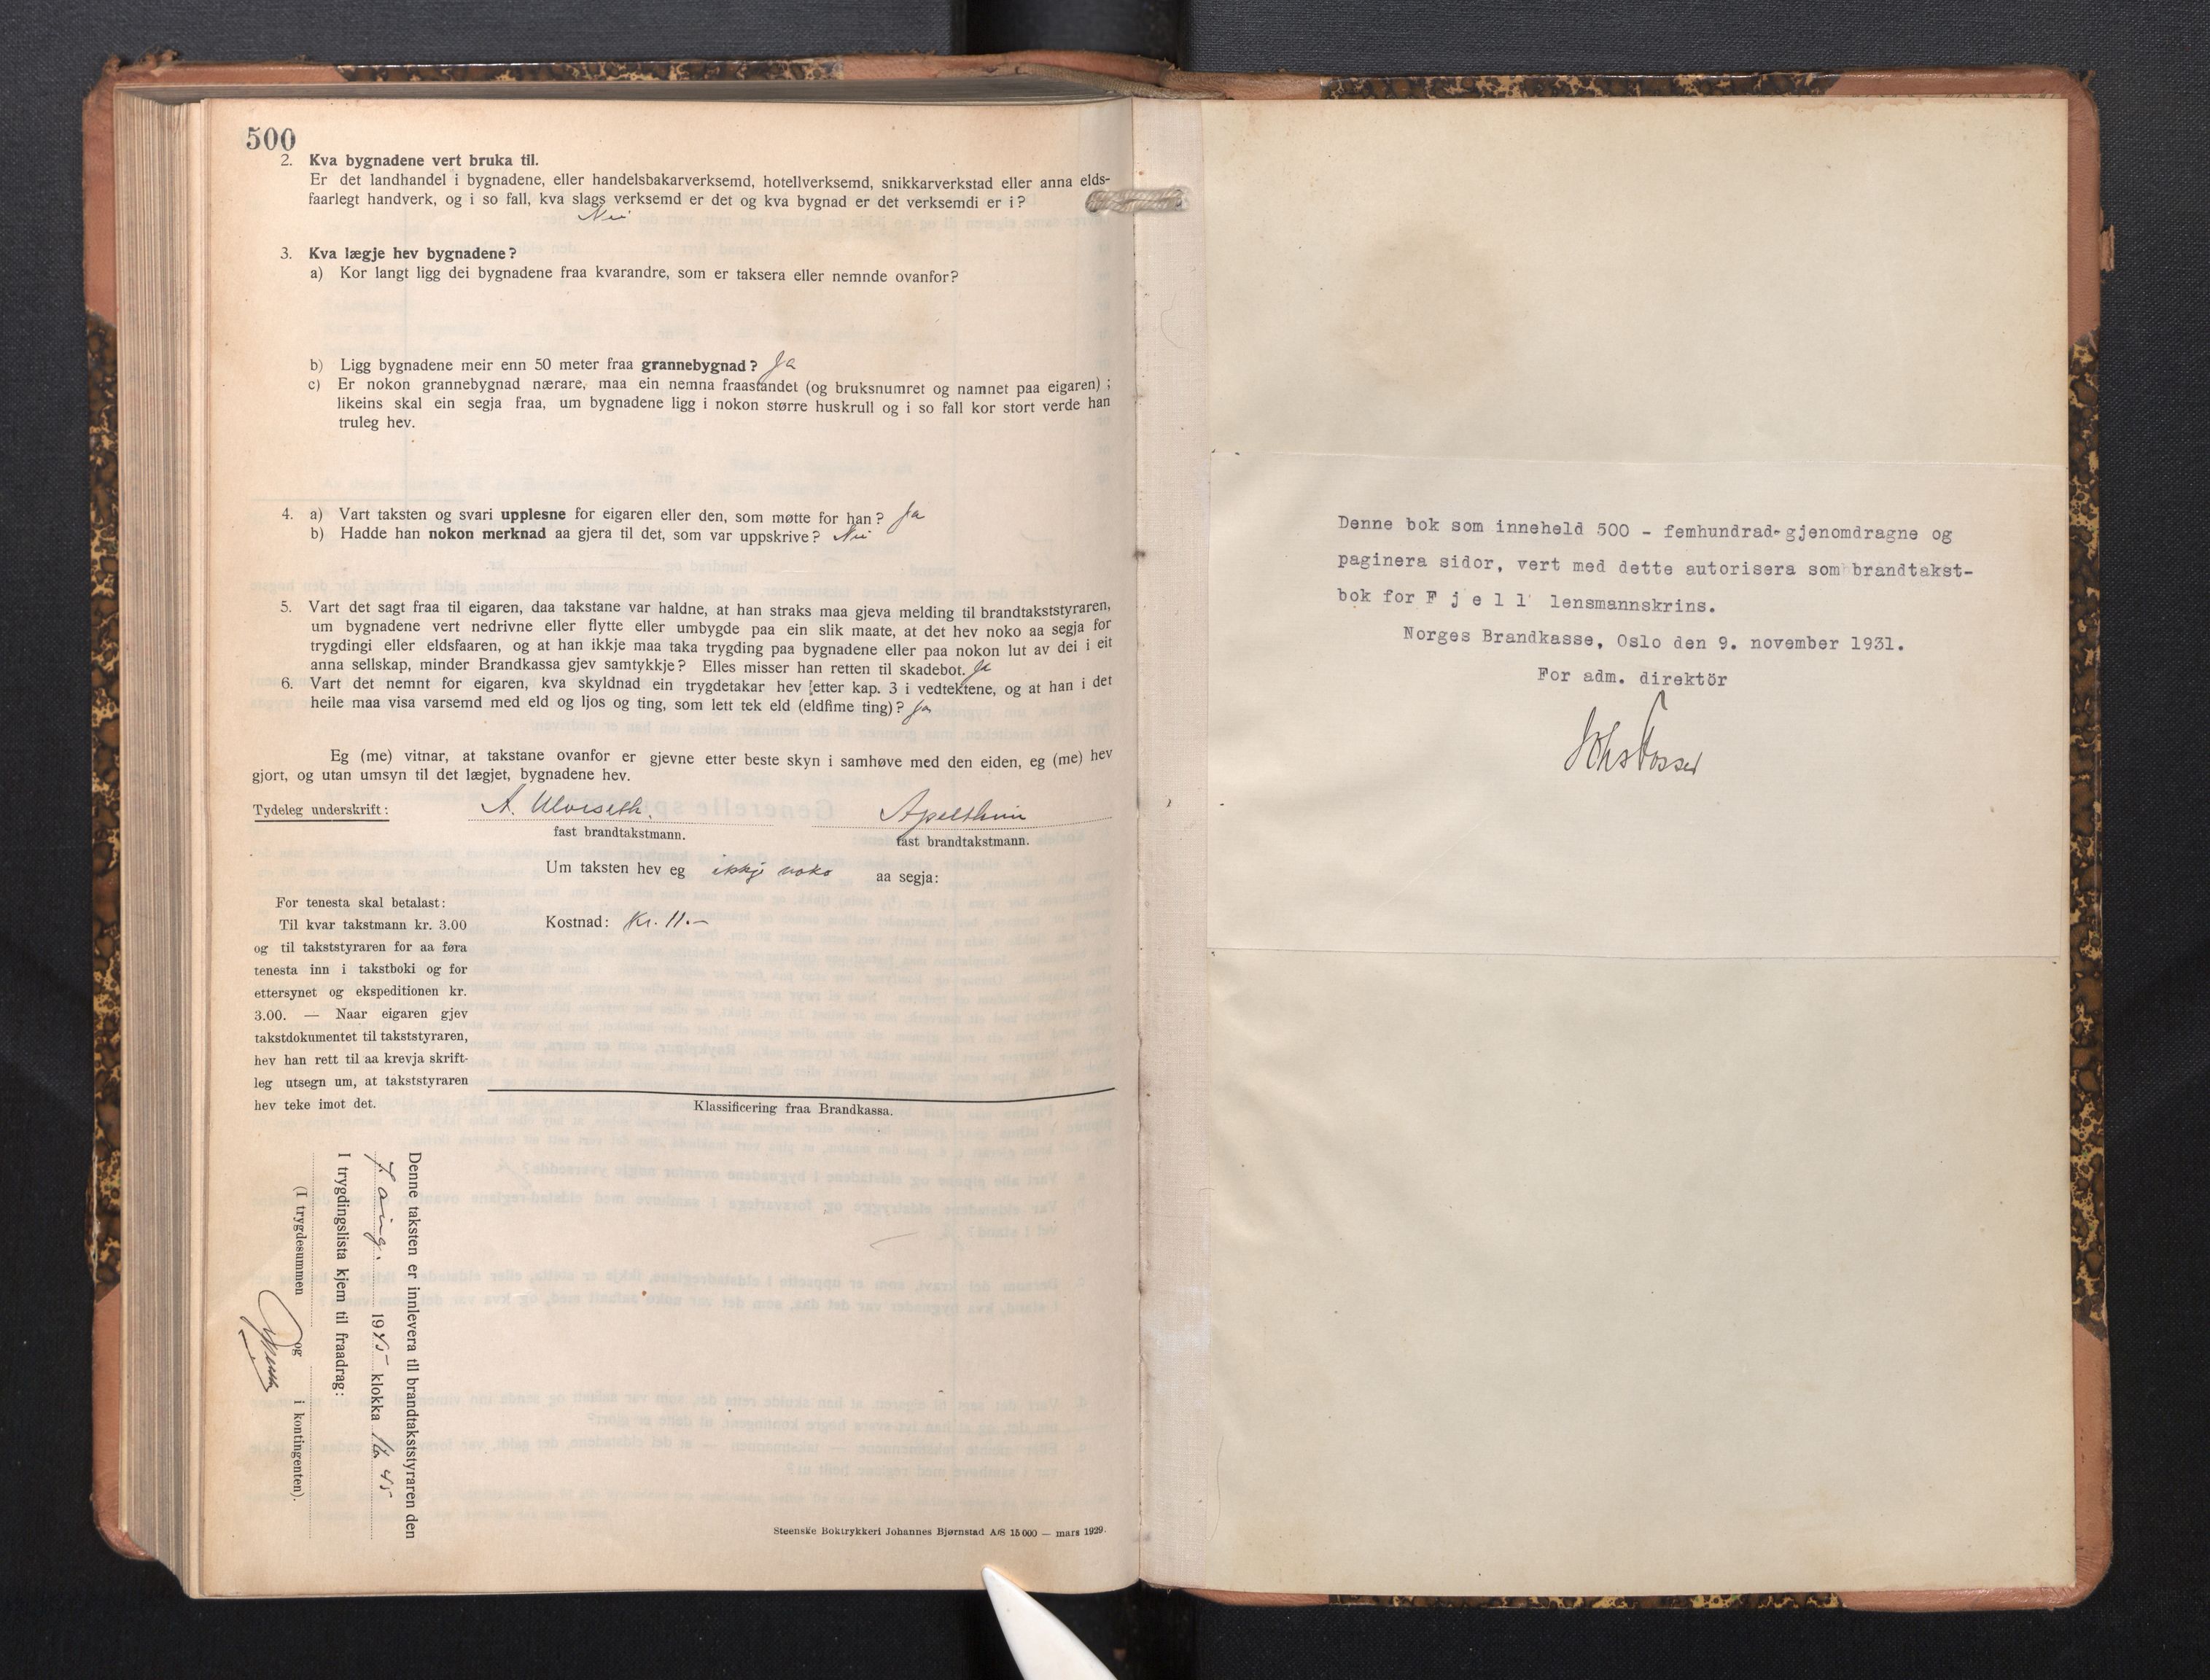 500
2. Kva bygnadene vert bruka til.
Er det landhandel i bygnadene, eller handelsbakarverksemd, hotellverksemd, snikkarverkstad eller anna elds-
faarlegt handverk, og i so fall, kva slags verksemd er det og kva bygnad er det verksemdi er i?
Nei
3. Kva lægje hev bygnadene?
a) Kor langt ligg dei bygnadene fraa kvarandre, som er taksera eller nemnde ovanfor?
b) Ligg bygnadene meir enn 50 meter fraa grannebygnad? Ja
c) Er nokon grannebygnad nærare, maa ein nemna fraastandet (og bruksnumret og namnet paa eigaren) ;
likeins skal ein segja fraa, um bygnadene ligg i nokon større huskrull og i so fall kor stort verde han
truleg hev.
4. a) Vart taksten og svari upplesne for eigaren eller den, som møtte for han? Ja
b) Hadde han nokon merknad aa gjera til det, som var uppskrive? Nei
5. Vart det sagt fraa til eigaren, daa takstane var haldne, at han straks maa gjeva melding til brandtakststyraren,
um bygnadene vert nedrivne eller flytte eller umbygde paa ein slik maate, at det hev noko aa segja for
trygdingi eller eldsfaaren, og at han ikkje maa taka trygding paa bygnadene eller paa nokon lut av dei i eit
anna sellskap, minder Brandkassa gjev samtykkje? Elles misser han retten til skadebot. Ja
6. Vart det nemnt for eigaren, kva skyldnad ein trygdetakar hev etter kap. 3 i vedtektene, og at han i det
heile maa visa varsemd med eld og ljos og ting, som lett tek eld (eldfime ting)? Ja
Eg (me) vitnar, at takstane ovanfor er gjevne etter beste skyn i samhøve med den eiden, eg (me) hev
gjort, og utan umsyn til det lægjet, bygnadene hev.
Tydeleg underskrift: A. Ulveseth. Apelthun
fast brandtakstmann. fast brandtakstmann.
Um taksten hev eg ikkje noko aa segja:
Kostnad: Kr. 11.-
For tenesta skal betalast:
Til kvar takstmann kr. 3.00
og til takststyraren for aa føra
tenesta inn i takstboki og for
ettersynet og ekspeditionen kr.
3.00. — Naar eigaren gjev
takstdokumentet til takststyraren,
hev han rett til aa krevja skrift-
leg utsegn um, at takststyraren
hev teke imot det.
Klassificering fraa Brandkassa.
Denne taksten er innlevera til brandtakststyraren den
7 aug. 1945 klokka
I trygdingslista kjem til fraadrag:
(I trygdesummen og i kontingenten).
Steenske Boktrykkeri Johannes Bjørnstad A/S 15 000 — mars 1929.
Denne bok som inneheld 500 - femhundrad-gjenomdragne og
paginera sidor, vert med dette autorisera som brandtakst-
bok for F j e l l lensmannskrins.
Norges Brandkasse, Oslo den 9. november 1931.
For adm. direktör